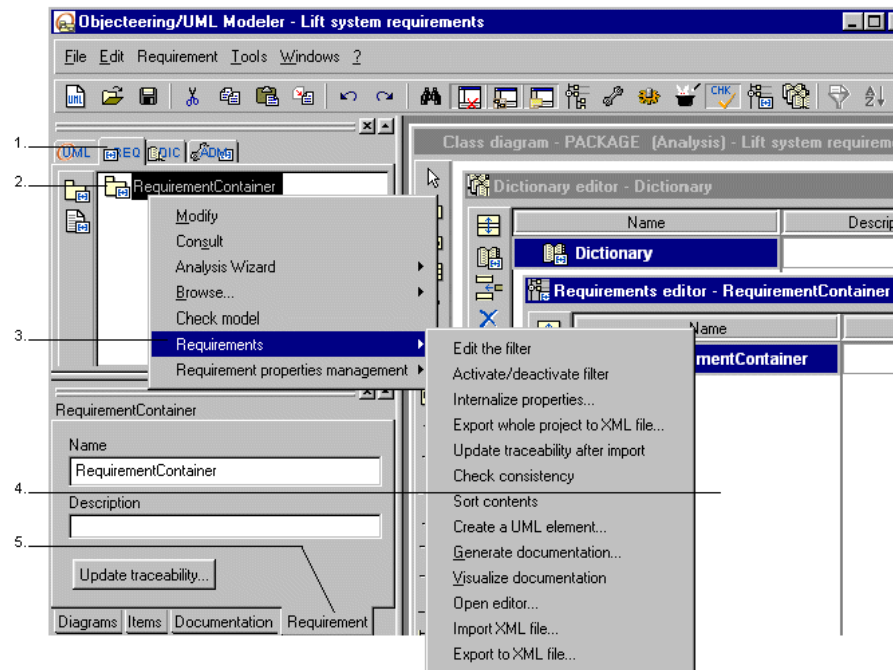 Objecteering/UML Modeler - Lift system requirements
File Edit Requirement Tools Windows ?
UML CHK
1.
UML REQ DIC ADM
Class diagram - PACKAGE (Analysis) - Lift system requirem
2.
RequirementContainer
Dictionary editor - Dictionary
Modify
Consult
Analysis Wizard
Browse...
Check model
3.
Requirements
Requirement properties management
Name Descrip
Dictionary
Requirements editor - RequirementContainer
Name
mentContainer
Edit the filter
Activate/deactivate filter
Internalize properties...
Export whole project to XML file...
Update traceability after import
Check consistency
Sort contents
Create a UML element...
Generate documentation...
Visualize documentation
Open editor...
Import XML file...
Export to XML file...
RequirementContainer
Name
RequirementContainer
4.
Description
5.
Update traceability...
Diagrams Items Documentation Requirement